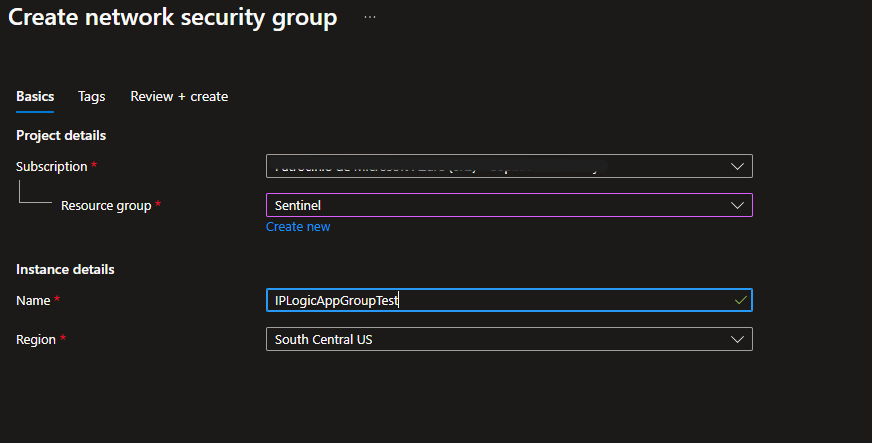 Create network security group ...
Basics Tags Review + create
Project details
Subscription *
Resource group * Sentinel
Create new
Instance details
Name * IPLogicAppGroupTest
Region * South Central US